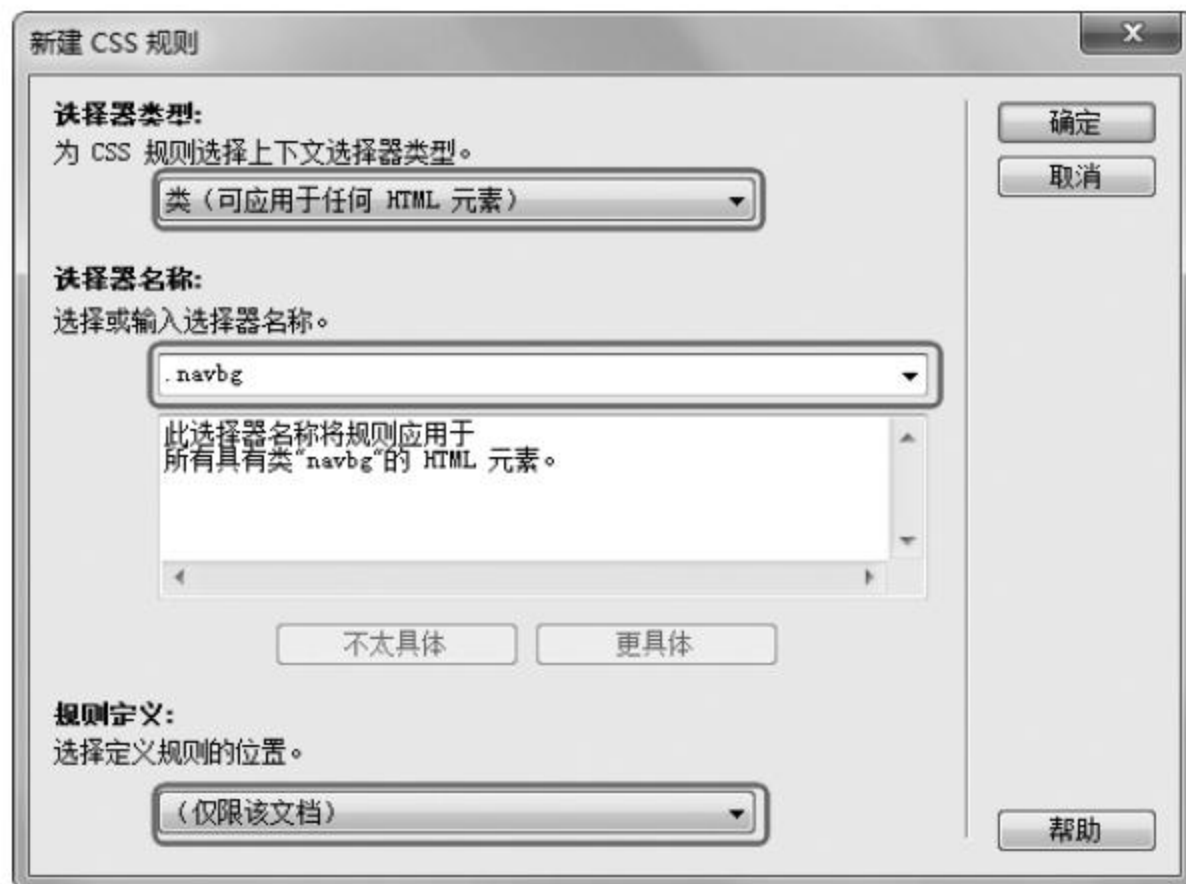 新建 CSS 规则
选择器类型:
为 CSS 规则选择上下文选择器类型。
类（可应用于任何 HTML 元素）
确定
取消
选择器名称:
选择或输入选择器名称。
.navbg
此选择器名称将规则应用于
所有具有类“navbg”的 HTML 元素。
不太具体
更具体
规则定义:
选择定义规则的位置。
（仅限该文档）
帮助